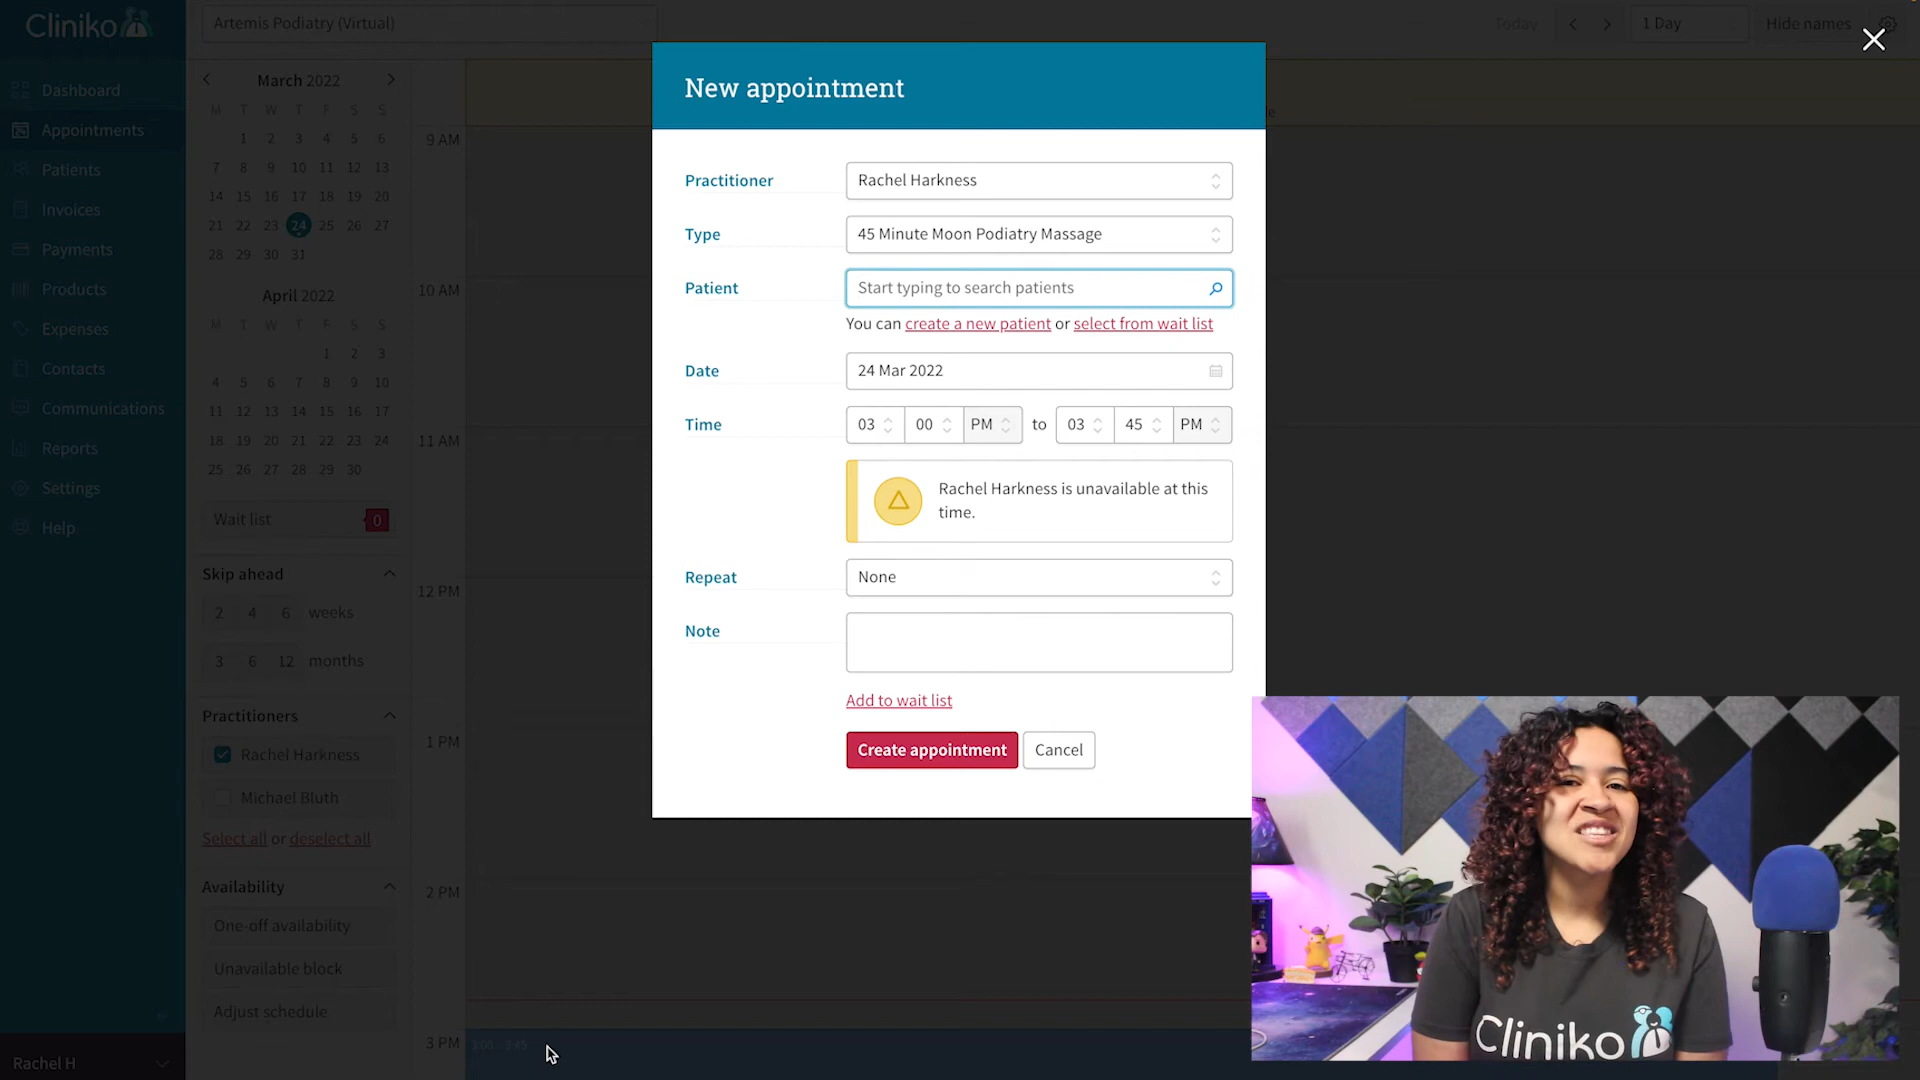 Cliniko
Dashboard
Appointments
Patients
Invoices
Payments
Products
Expenses
Contacts
Communications
Reports
Settings
Help
Rachel H
Artemis Podiatry (Virtual)
Today
1 Day
Hide names
March 2022
M T W T F S S
1 2 3 4 5 6
7 8 9 10 11 12 13
14 15 16 17 18 19 20
21 22 23 24 25 26 27
28 29 30 31
April 2022
M T W T F S S
1 2 3
4 5 6 7 8 9 10
11 12 13 14 15 16 17
18 19 20 21 22 23 24
25 26 27 28 29 30
Wait list 0
Skip ahead
2 4 6 weeks
3 6 12 months
Practitioners
Rachel Harkness
Michael Bluth
Select all or deselect all
Availability
One-off availability
Unavailable block
Adjust schedule
9 AM
10 AM
11 AM
12 PM
1 PM
2 PM
3 PM
3:00 - 3:45
New appointment
Practitioner
Rachel Harkness
Type
45 Minute Moon Podiatry Massage
Patient
Start typing to search patients
You can create a new patient or select from wait list
Date
24 Mar 2022
Time
03 00 PM to 03 45 PM
Rachel Harkness is unavailable at this
time.
Repeat
None
Note
Add to wait list
Create appointment
Cancel
Cliniko